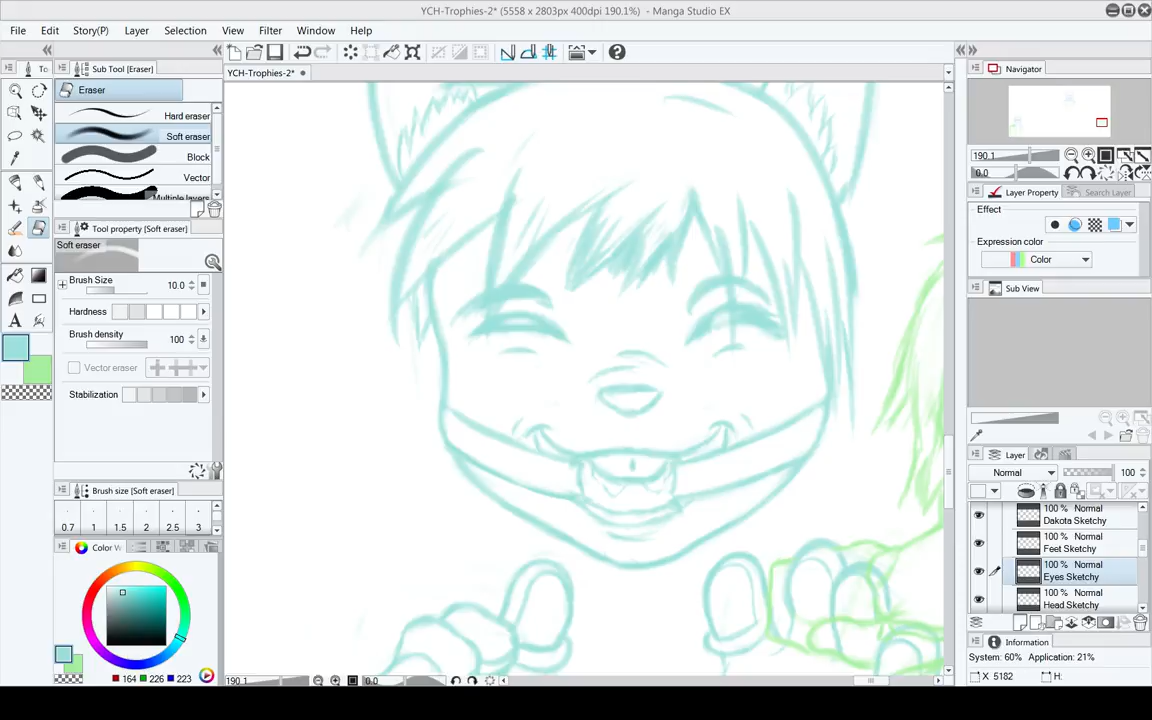 YCH-Trophies-2* (5558 x 2803px 400dpi 190.1%) - Manga Studio EX
File Edit Story(P) Layer Selection View Filter Window Help
Sub Tool [Eraser]
YCH-Trophies-2*
Navigator
Eraser
Hard eraser
Soft eraser
Block
Vector
Multiple layers
190.1
0.0
Layer Property
Search Layer
Effect
Tool property [Soft eraser]
Soft eraser
Expression color
Color
Brush Size 10.0
Sub View
Hardness
Brush density 100
Vector eraser
Stabilization
Layer
Normal 100
Brush size [Soft eraser]
0.7 1 1.5 2 2.5 3
100 % Normal
Dakota Sketchy
100 % Normal
Feet Sketchy
100 % Normal
Eyes Sketchy
100 % Normal
Head Sketchy
Color W
Information
System: 60% Application: 21%
X 5182 H:
164 226 223
190.1 0.0
A